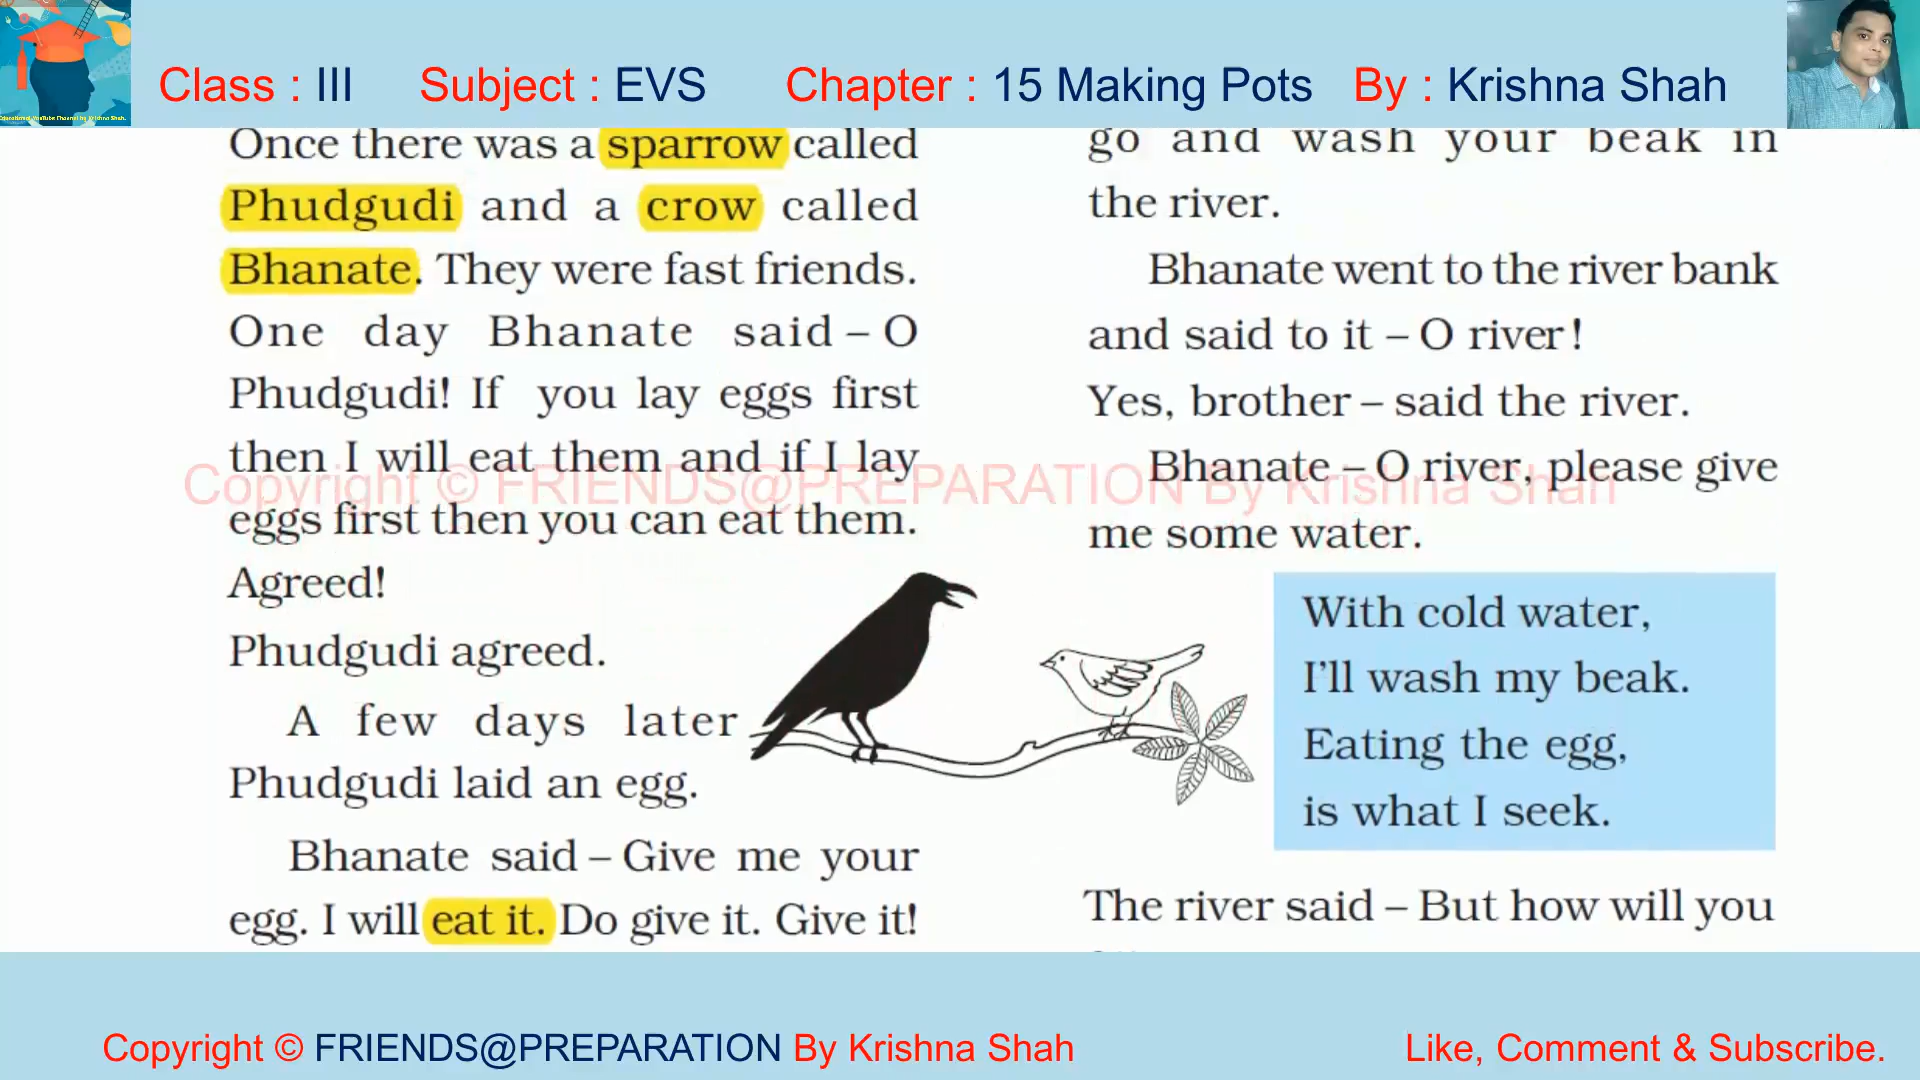 Class : III Subject : EVS Chapter : 15 Making Pots By : Krishna Shah
Once there was a sparrow called
Phudgudi and a crow called
Bhanate. They were fast friends.
One day Bhanate said – O
Phudgudi! If you lay eggs first
then I will eat them and if I lay
eggs first then you can eat them.
Agreed!
Phudgudi agreed.
A few days later
Phudgudi laid an egg.
Bhanate said – Give me your
egg. I will eat it. Do give it. Give it!
go and wash your beak in
the river.
Bhanate went to the river bank
and said to it – O river!
Yes, brother – said the river.
Bhanate – O river, please give
me some water.
With cold water,
I'll wash my beak.
Eating the egg,
is what I seek.
The river said – But how will you
Copyright © FRIENDS@PREPARATION By Krishna Shah
Copyright © FRIENDS@PREPARATION By Krishna Shah
Like, Comment & Subscribe.